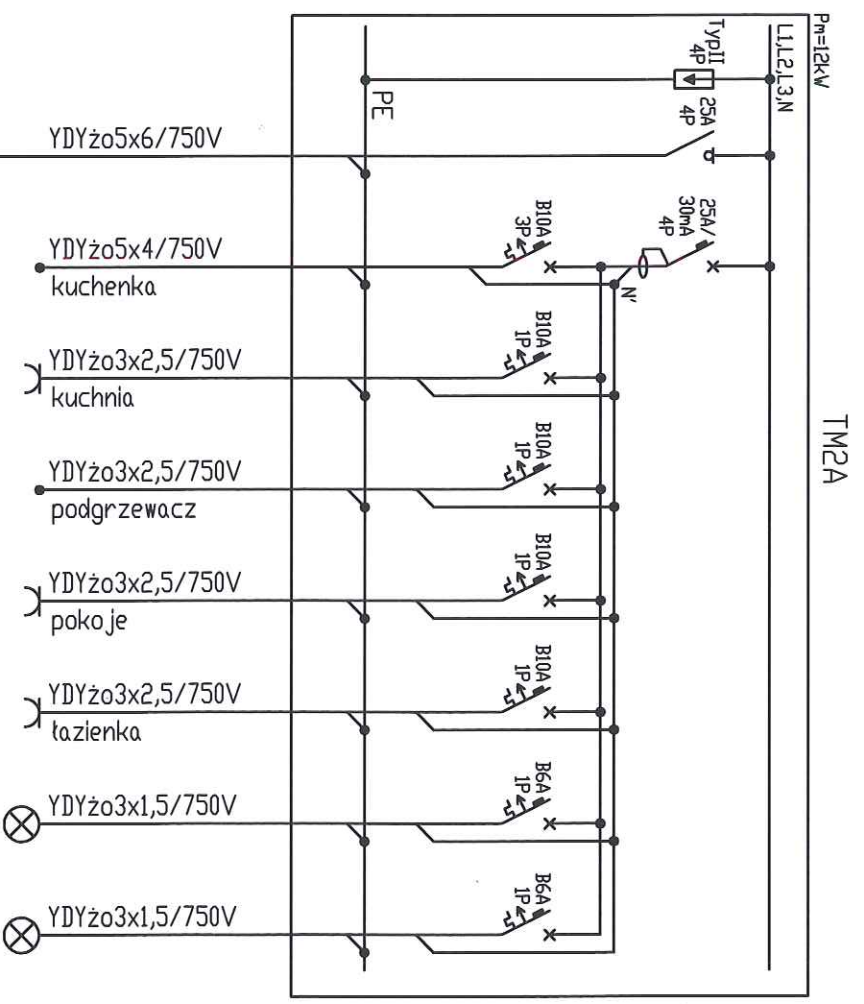 Pm=12kW
L1,L2,L3,N
TM2A
TypII
4P
PE
25A
4P
YDYżo5x6/750V
25A/
30mA
4P
N'
B10A
3P
YDYżo5x4/750V
kuchenka
B10A
1P
YDYżo3x2,5/750V
kuchnia
B10A
1P
YDYżo3x2,5/750V
podgrzewacz
B10A
1P
YDYżo3x2,5/750V
pokoje
B10A
1P
YDYżo3x2,5/750V
łazienka
B6A
1P
YDYżo3x1,5/750V
B6A
1P
YDYżo3x1,5/750V